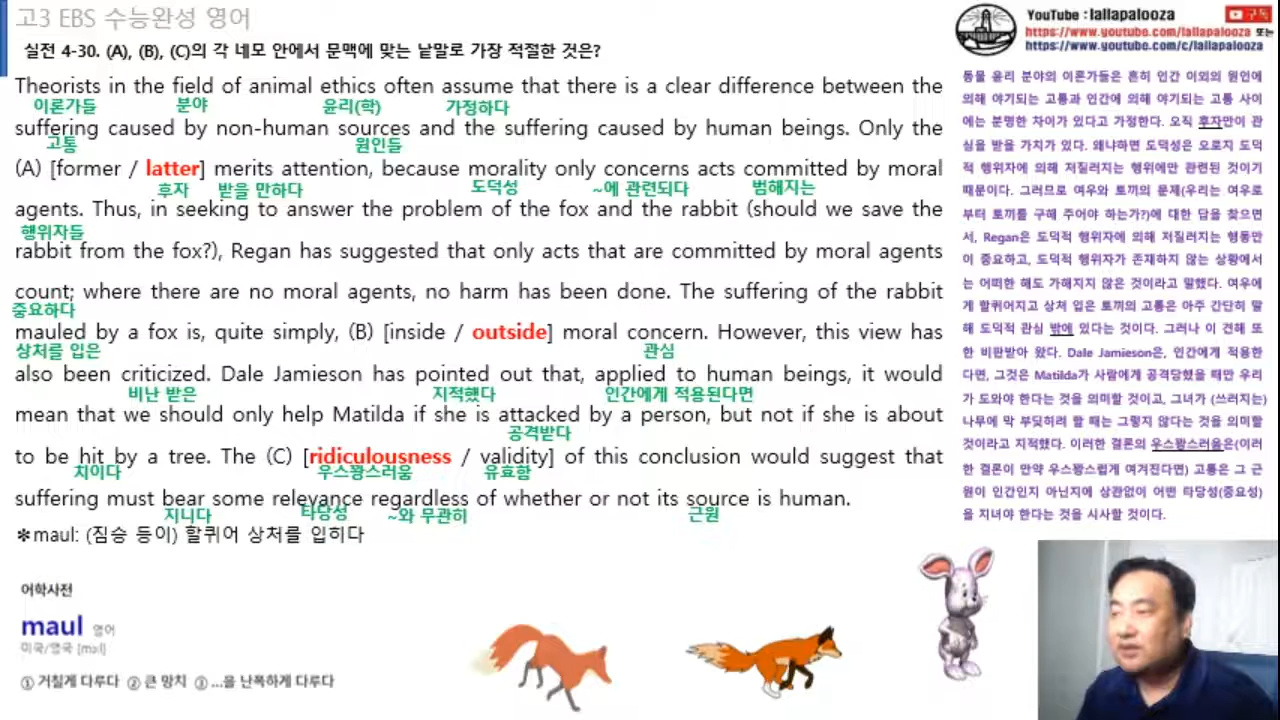 고3 EBS 수능완성 영어
실전 4-30. (A), (B), (C)의 각 네모 안에서 문맥에 맞는 낱말로 가장 적절한 것은?
Theorists in the field of animal ethics often assume that there is a clear difference between the
이론가들 분야 윤리(학) 가정하다
suffering caused by non-human sources and the suffering caused by human beings. Only the
고통 원인들
(A) [former / latter] merits attention, because morality only concerns acts committed by moral
후자 받을 만하다 도덕성 ~에 관련되다 범해지는
agents. Thus, in seeking to answer the problem of the fox and the rabbit (should we save the
행위자들
rabbit from the fox?), Regan has suggested that only acts that are committed by moral agents
count; where there are no moral agents, no harm has been done. The suffering of the rabbit
중요하다
mauled by a fox is, quite simply, (B) [inside / outside] moral concern. However, this view has
상처를 입은 관심
also been criticized. Dale Jamieson has pointed out that, applied to human beings, it would
비난 받은 지적했다 인간에게 적용된다면
mean that we should only help Matilda if she is attacked by a person, but not if she is about
공격받다
to be hit by a tree. The (C) [ridiculousness / validity] of this conclusion would suggest that
치이다 우스꽝스러움 유효함
suffering must bear some relevance regardless of whether or not its source is human.
지니다 타당성 ~와 무관히 근원
＊maul: (짐승 등이) 할퀴어 상처를 입히다
어학사전
maul 영어
미국/영국 [mɔːl]
① 거칠게 다루다 ② 큰 망치 ③ ...을 난폭하게 다루다
YouTube : lallapalooza 구독
https://www.youtube.com/lallapalooza 또는
https://www.youtube.com/c/lallapalooza
동물 윤리 분야의 이론가들은 흔히 인간 이외의 원인에
의해 야기되는 고통과 인간에 의해 야기되는 고통 사이
에는 분명한 차이가 있다고 가정한다. 오직 후자만이 관
심을 받을 가치가 있다. 왜냐하면 도덕성은 오로지 도덕
적 행위자에 의해 저질러지는 행위에만 관련된 것이기
때문이다. 그러므로 여우와 토끼의 문제(우리는 여우로
부터 토끼를 구해 주어야 하는가?)에 대한 답을 찾으면
서, Regan은 도덕적 행위자에 의해 저질러지는 행동만
이 중요하고, 도덕적 행위자가 존재하지 않는 상황에서
는 어떠한 해도 가해지지 않은 것이라고 말했다. 여우에
게 할퀴어지고 상처 입은 토끼의 고통은 아주 간단히 말
해 도덕적 관심 밖에 있다는 것이다. 그러나 이 견해 또
한 비판받아 왔다. Dale Jamieson은, 인간에게 적용한
다면, 그것은 Matilda가 사람에게 공격당했을 때만 우리
가 도와야 한다는 것을 의미할 것이고, 그녀가 (쓰러지는)
나무에 막 부딪히려 할 때는 그렇지 않다는 것을 의미할
것이라고 지적했다. 이러한 결론의 우스꽝스러움은(이러
한 결론이 만약 우스꽝스럽게 여겨진다면) 고통은 그 근
원이 인간인지 아닌지에 상관없이 어떤 타당성(중요성)
을 지녀야 한다는 것을 시사할 것이다.